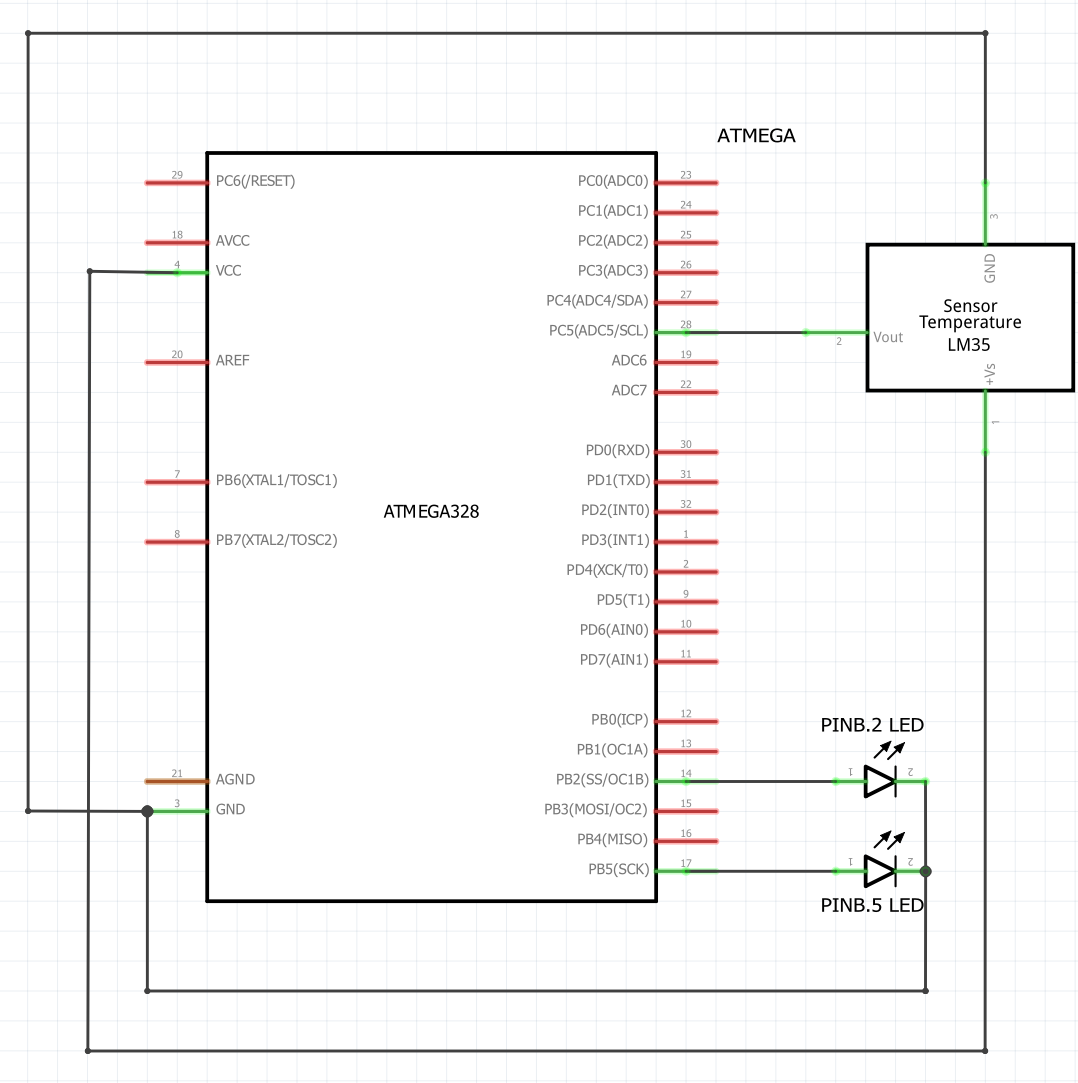 ATMEGA
29
PC6(/RESET)
18
AVCC
4
VCC
20
AREF
7
PB6(XTAL1/TOSC1)
8
PB7(XTAL2/TOSC2)
21
AGND
3
GND
ATMEGA328
PC0(ADC0)
23
PC1(ADC1)
24
PC2(ADC2)
25
PC3(ADC3)
26
PC4(ADC4/SDA)
27
PC5(ADC5/SCL)
28
ADC6
19
ADC7
22
PD0(RXD)
30
PD1(TXD)
31
PD2(INT0)
32
PD3(INT1)
1
PD4(XCK/T0)
2
PD5(T1)
9
PD6(AIN0)
10
PD7(AIN1)
11
PB0(ICP)
12
PB1(OC1A)
13
PB2(SS/OC1B)
14
PB3(MOSI/OC2)
15
PB4(MISO)
16
PB5(SCK)
17
3
GND
Sensor
Temperature
LM35
2
Vout
+Vs
1
PINB.2 LED
1
2
1
2
PINB.5 LED